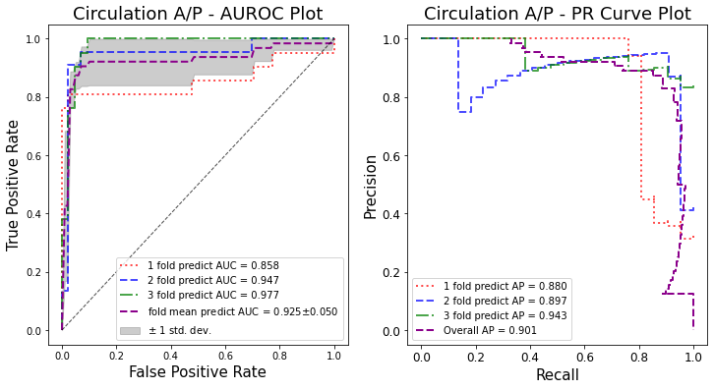 Circulation A/P - AUROC Plot
True Positive Rate
1.0
0.8
0.6
0.4
0.2
0.0
1 fold predict AUC = 0.858
2 fold predict AUC = 0.947
3 fold predict AUC = 0.977
fold mean predict AUC = 0.925±0.050
± 1 std. dev.
0.0 0.2 0.4 0.6 0.8 1.0
False Positive Rate
Circulation A/P - PR Curve Plot
Precision
1.0
0.8
0.6
0.4
0.2
0.0
1 fold predict AP = 0.880
2 fold predict AP = 0.897
3 fold predict AP = 0.943
Overall AP = 0.901
0.0 0.2 0.4 0.6 0.8 1.0
Recall